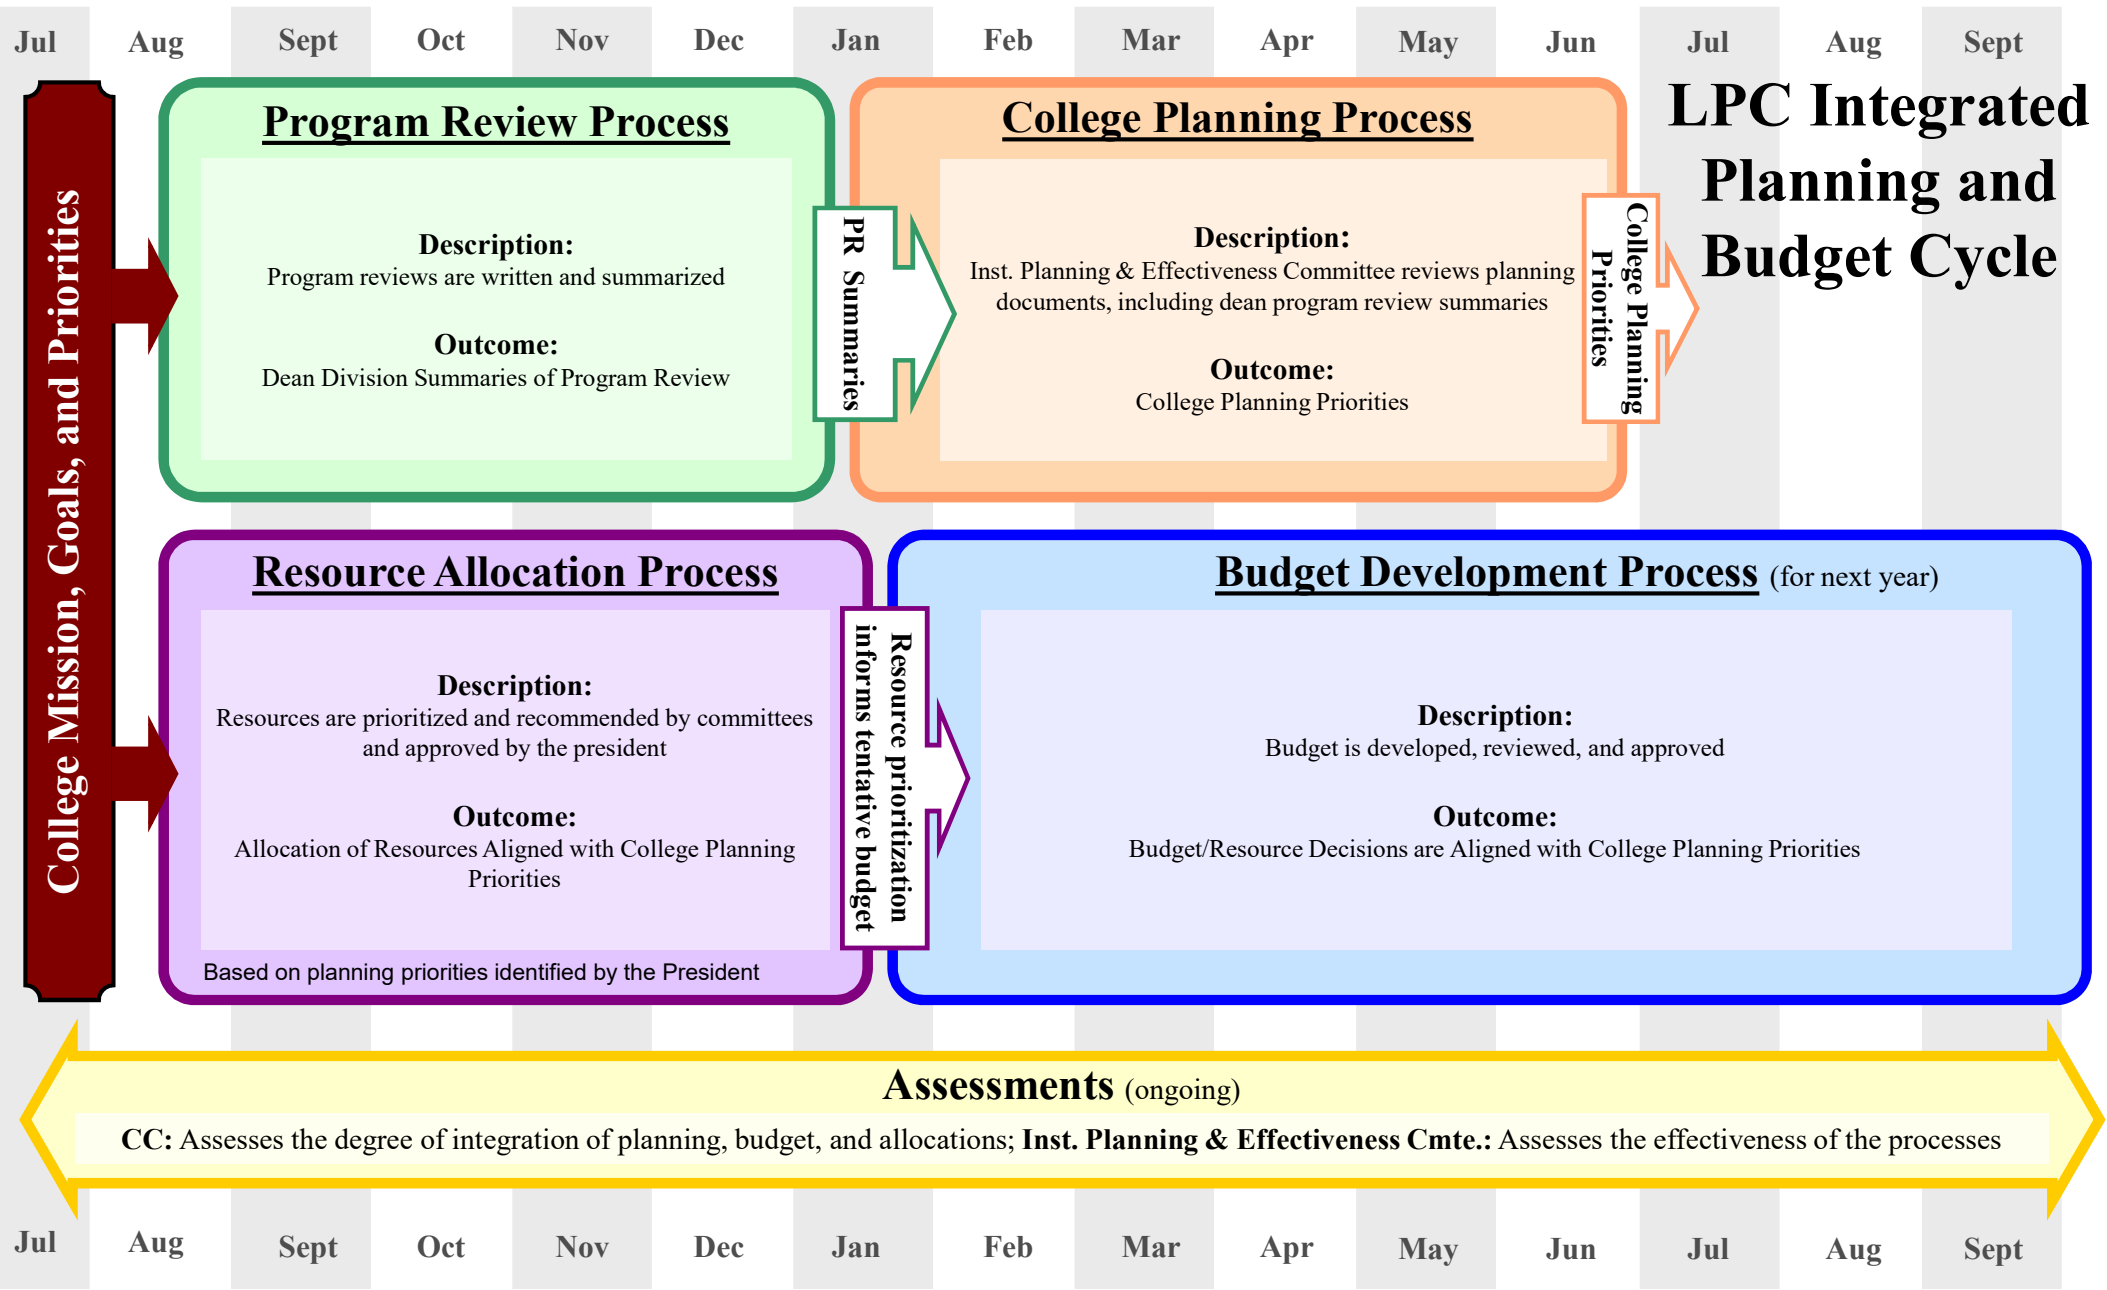 Jul Aug Sept Oct Nov Dec Jan Feb Mar Apr May Jun Jul Aug Sept
LPC Integrated
Planning and
Budget Cycle
College Mission, Goals, and Priorities
Program Review Process
Description:
Program reviews are written and summarized
Outcome:
Dean Division Summaries of Program Review
PR Summaries
College Planning Process
Description:
Inst. Planning & Effectiveness Committee reviews planning
documents, including dean program review summaries
Outcome:
College Planning Priorities
College Planning
Priorities
Resource Allocation Process
Description:
Resources are prioritized and recommended by committees
and approved by the president
Outcome:
Allocation of Resources Aligned with College Planning
Priorities
Based on planning priorities identified by the President
Resource prioritization
informs tentative budget
Budget Development Process (for next year)
Description:
Budget is developed, reviewed, and approved
Outcome:
Budget/Resource Decisions are Aligned with College Planning Priorities
Assessments (ongoing)
CC: Assesses the degree of integration of planning, budget, and allocations; Inst. Planning & Effectiveness Cmte.: Assesses the effectiveness of the processes
Jul Aug Sept Oct Nov Dec Jan Feb Mar Apr May Jun Jul Aug Sept